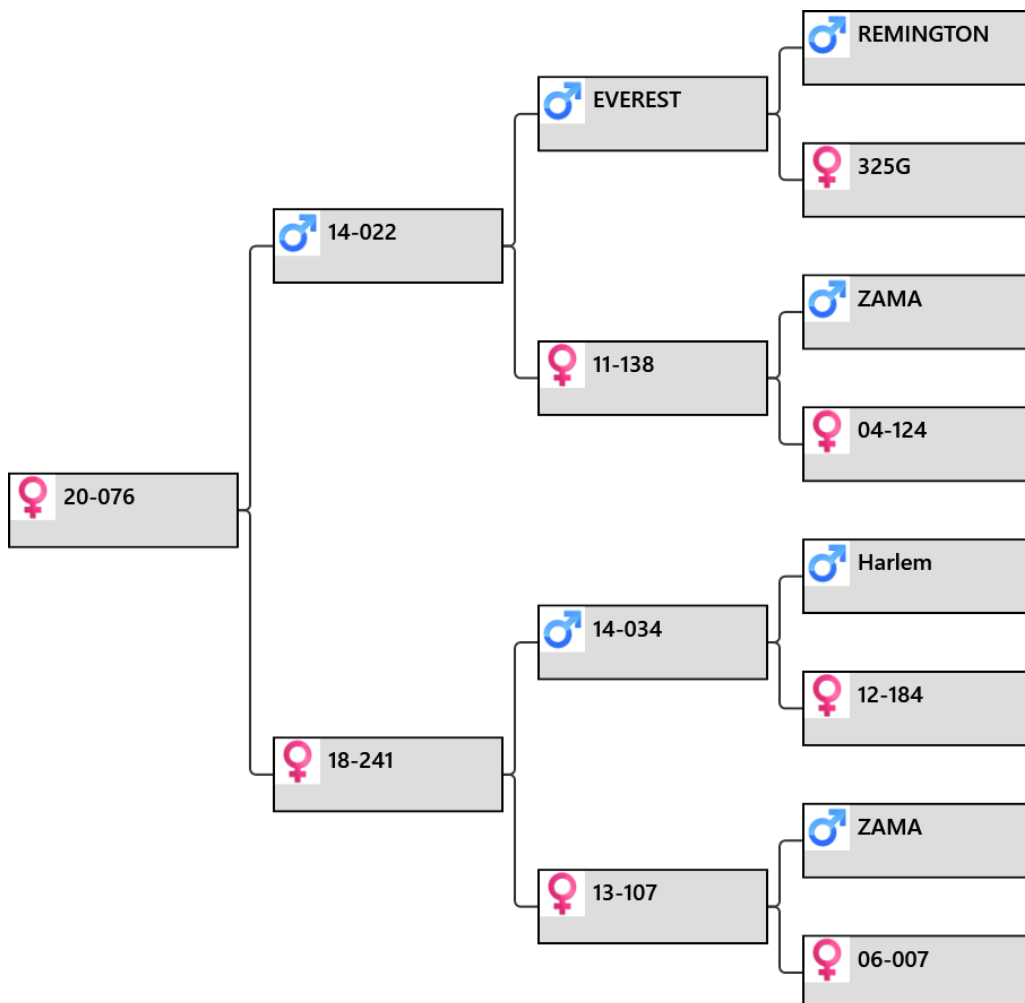 REMINGTON
EVEREST
325G
14-022
ZAMA
11-138
04-124
20-076
Harlem
14-034
12-184
18-241
ZAMA
13-107
06-007